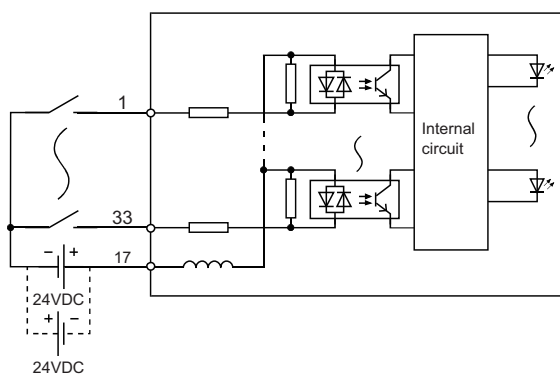 1
Internal
circuit
33
− + 17
24VDC
+ −
24VDC